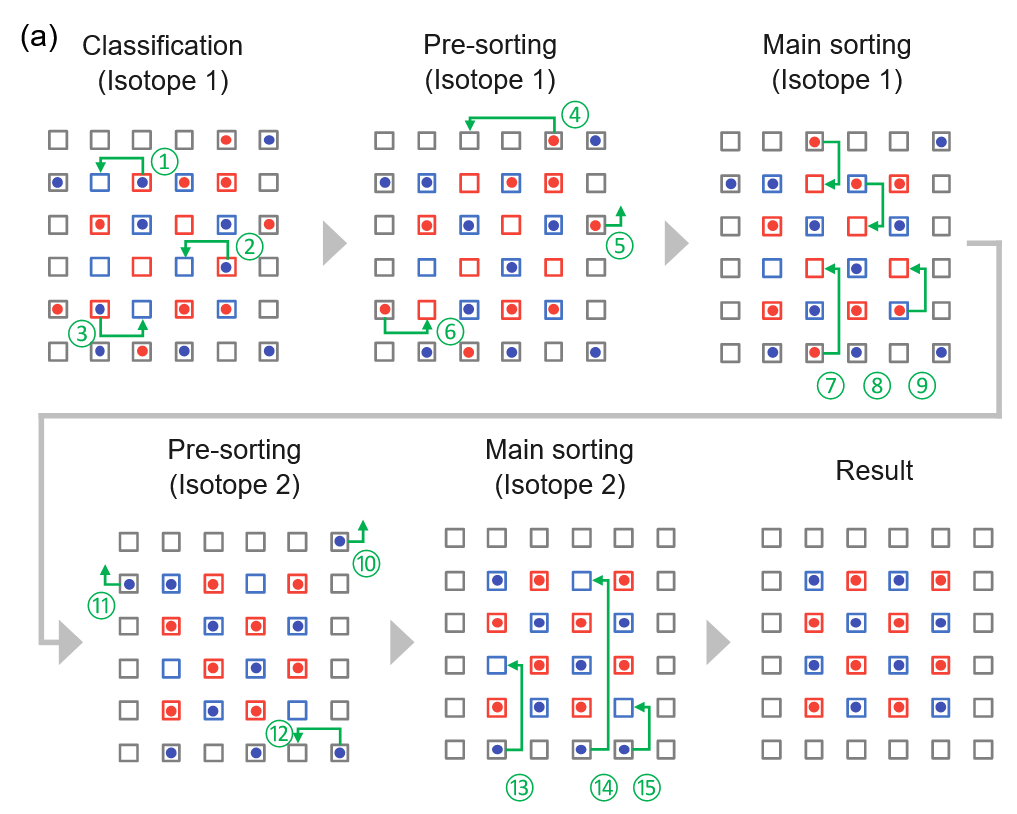 (a)
Classification
(Isotope 1)
Pre-sorting
(Isotope 1)
Main sorting
(Isotope 1)
①
②
③
④
⑤
⑥
⑦ ⑧ ⑨
Pre-sorting
(Isotope 2)
Main sorting
(Isotope 2)
Result
⑩
⑪
⑫
⑬ ⑭ ⑮